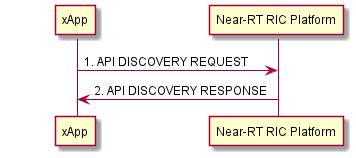 xApp
Near-RT RIC Platform
1. API DISCOVERY REQUEST
2. API DISCOVERY RESPONSE
xApp
Near-RT RIC Platform